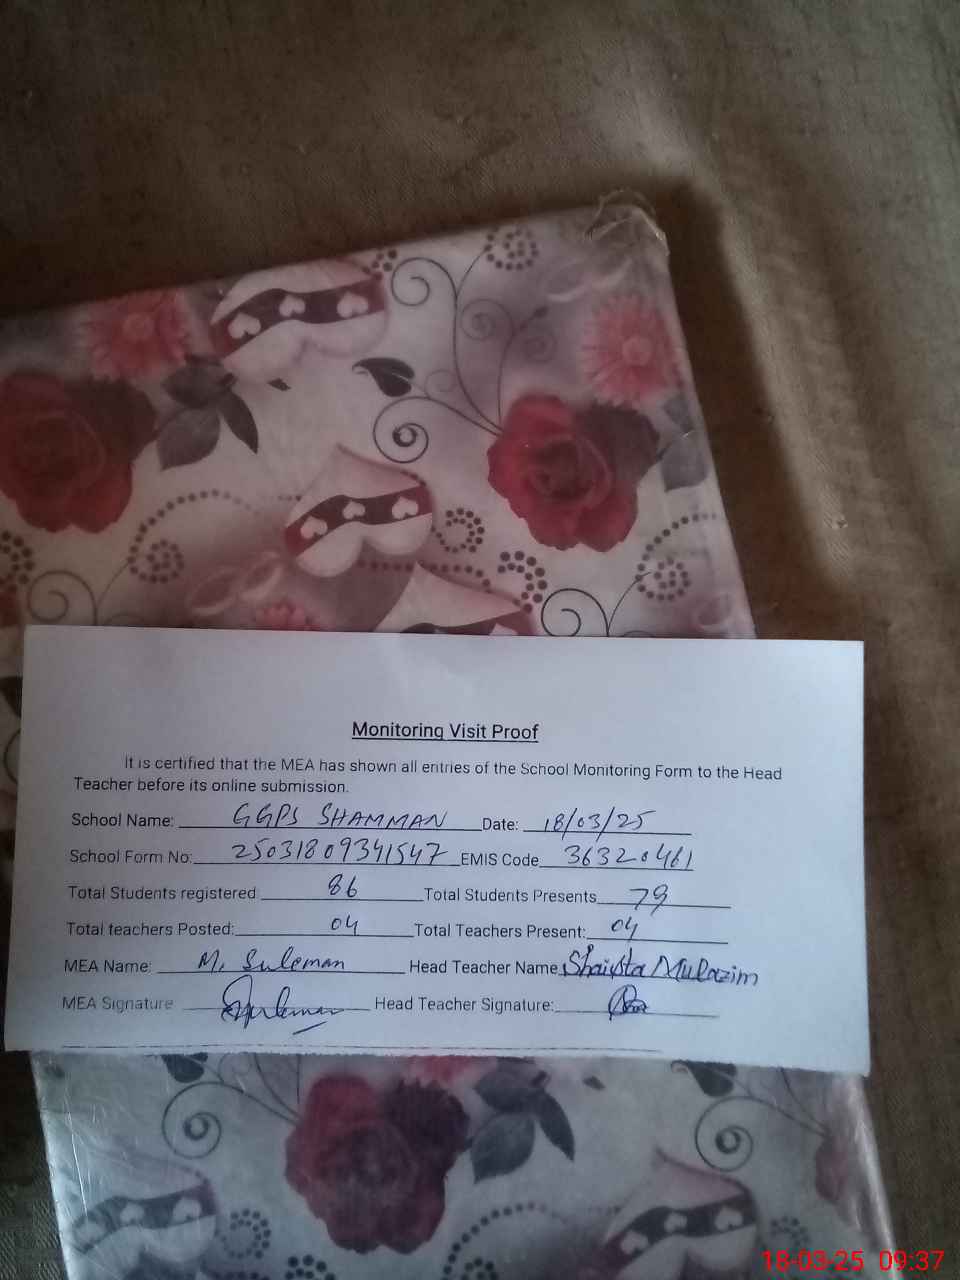 Monitoring Visit Proof
It is certified that the MEA has shown all entries of the School Monitoring Form to the Head
Teacher before its online submission.
School Name: GGPS SHAMMAN Date: 18/03/25
School Form No: 25031809341547 EMIS Code 36320461
Total Students registered 86 Total Students Presents 79
Total teachers Posted: 04 Total Teachers Present: 04
MEA Name: M. Suleman Head Teacher Name Shaista Mulazim
MEA Signature Suleman Head Teacher Signature:
18-03-25 09:37